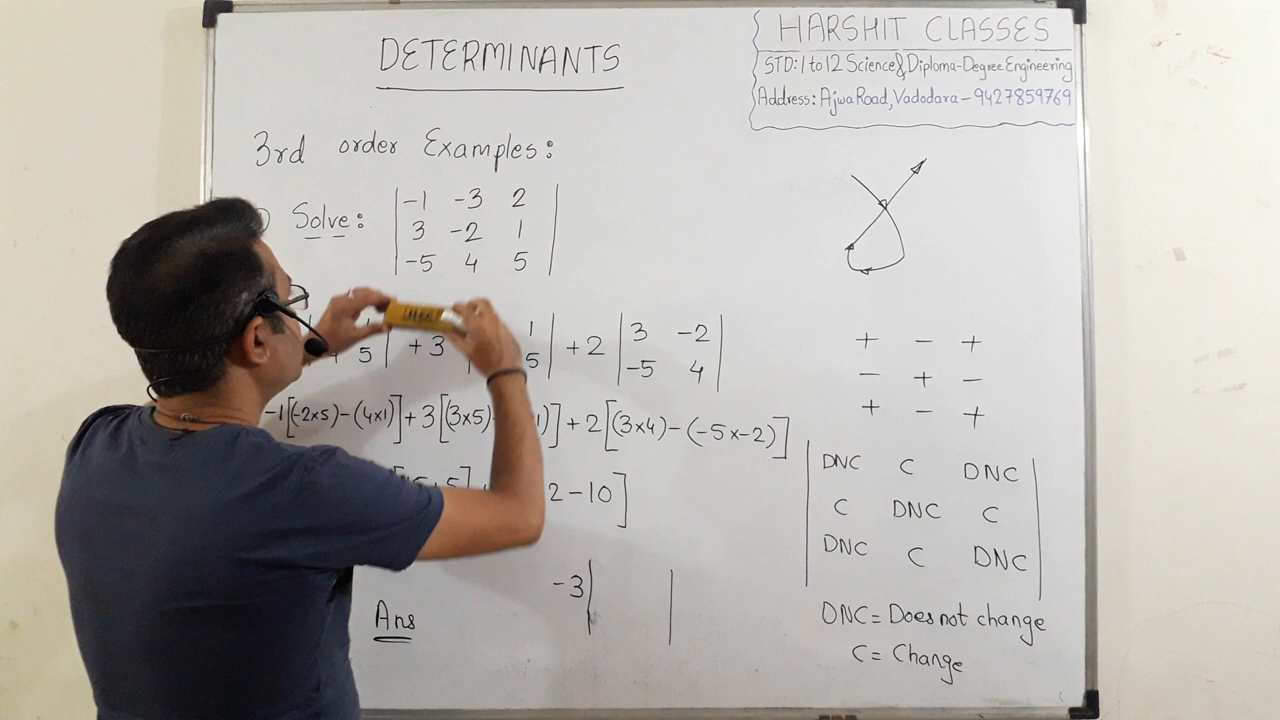 DETERMINANTS
HARSHIT CLASSES
STD: 1 to 12 Science & Diploma-Degree Engineering
Address: Ajwa Road, Vadodara - 9427859769
3rd order Examples:
Solve:
-1 -3 2
3 -2 1
-5 4 5
1 1 3 -2
5 +3 5 +2 -5 4
-1[(-2×5)-(4×1)]+3[(3×5)- 1)]+2[(3×4)-(-5×-2)]
2-10]
-3
Ans
+ - +
- + -
+ - +
DNC C DNC
C DNC C
DNC C DNC
DNC = Does not change
C = Change